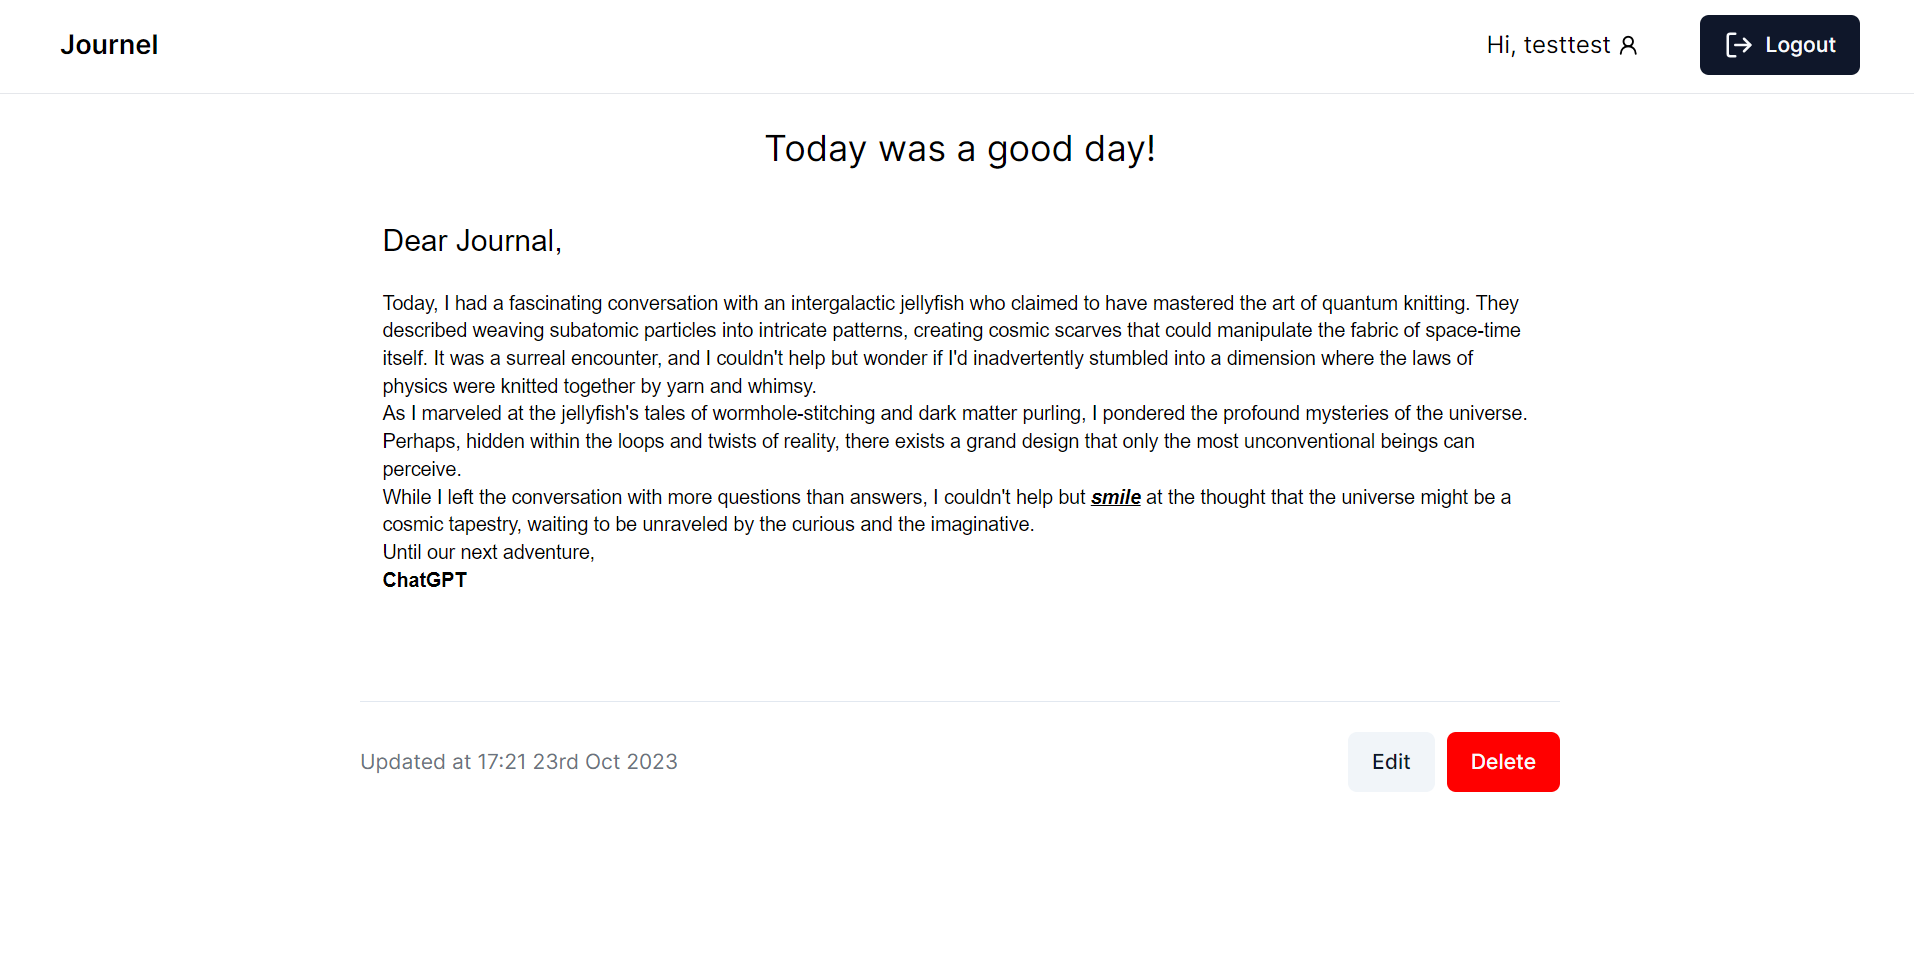 Journel
Hi, testtest
Logout
Today was a good day!
Dear Journal,
Today, I had a fascinating conversation with an intergalactic jellyfish who claimed to have mastered the art of quantum knitting. They
described weaving subatomic particles into intricate patterns, creating cosmic scarves that could manipulate the fabric of space-time
itself. It was a surreal encounter, and I couldn't help but wonder if I'd inadvertently stumbled into a dimension where the laws of
physics were knitted together by yarn and whimsy.
As I marveled at the jellyfish's tales of wormhole-stitching and dark matter purling, I pondered the profound mysteries of the universe.
Perhaps, hidden within the loops and twists of reality, there exists a grand design that only the most unconventional beings can
perceive.
While I left the conversation with more questions than answers, I couldn't help but smile at the thought that the universe might be a
cosmic tapestry, waiting to be unraveled by the curious and the imaginative.
Until our next adventure,
ChatGPT
Updated at 17:21 23rd Oct 2023
Edit
Delete